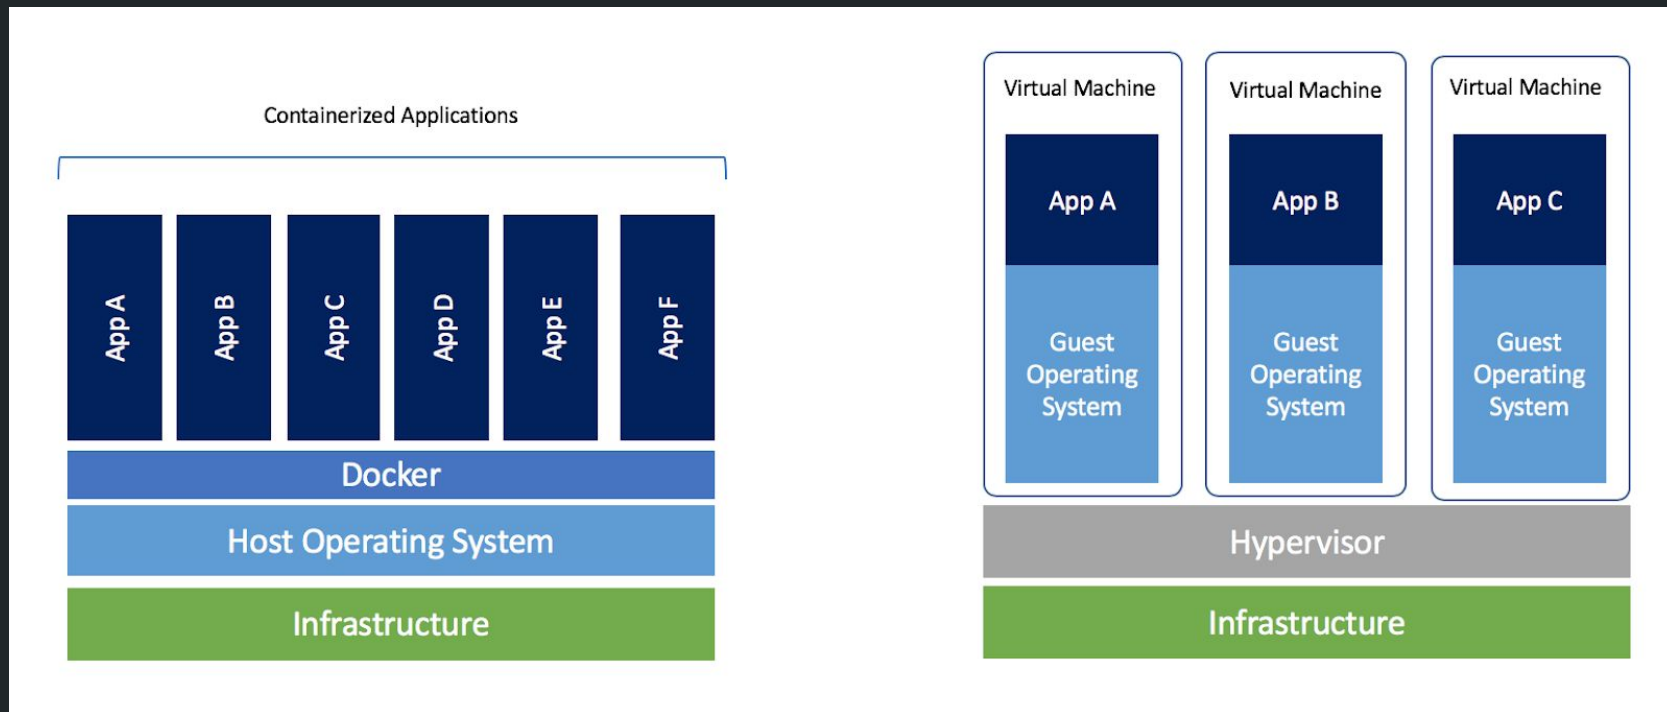 Containerized Applications
App A
App B
App C
App D
App E
App F
Docker
Host Operating System
Infrastructure
Virtual Machine
App A
Guest
Operating
System
Virtual Machine
App B
Guest
Operating
System
Virtual Machine
App C
Guest
Operating
System
Hypervisor
Infrastructure